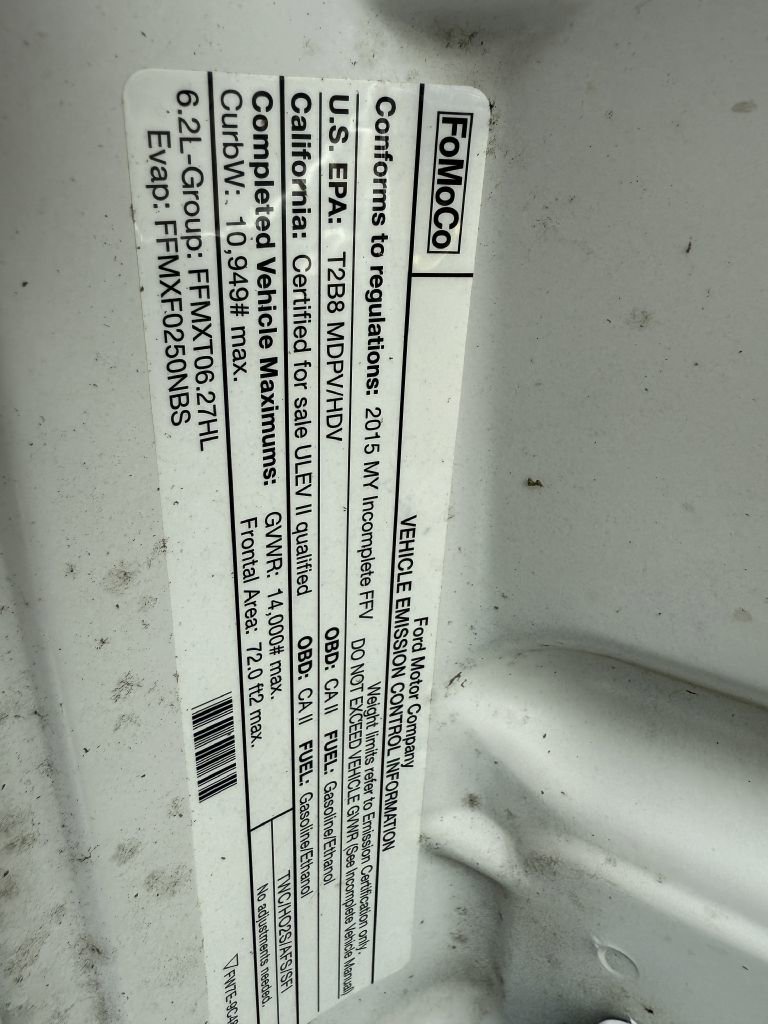 FoMoCo
Ford Motor Company
VEHICLE EMISSION CONTROL INFORMATION
Conforms to regulations: 2015 MY Incomplete FFV
Weight limits refer to Emission Certification only,
DO NOT EXCEED VEHICLE GVWR (See Incomplete Vehicle Manual)
U.S. EPA: T2B8 MDPV/HDV OBD: CA II FUEL: Gasoline/Ethanol
California: Certified for sale ULEV II qualified OBD: CA II FUEL: Gasoline/Ethanol
Completed Vehicle Maximums: GVWR: 14,000# max.
CurbW: 10,949# max. Frontal Area: 72.0 ft2 max.
TWC/HO2S/AFS/SFI
No adjustments needed.
6.2L-Group: FFMXT06.27HL
Evap: FFMXF0250NBS